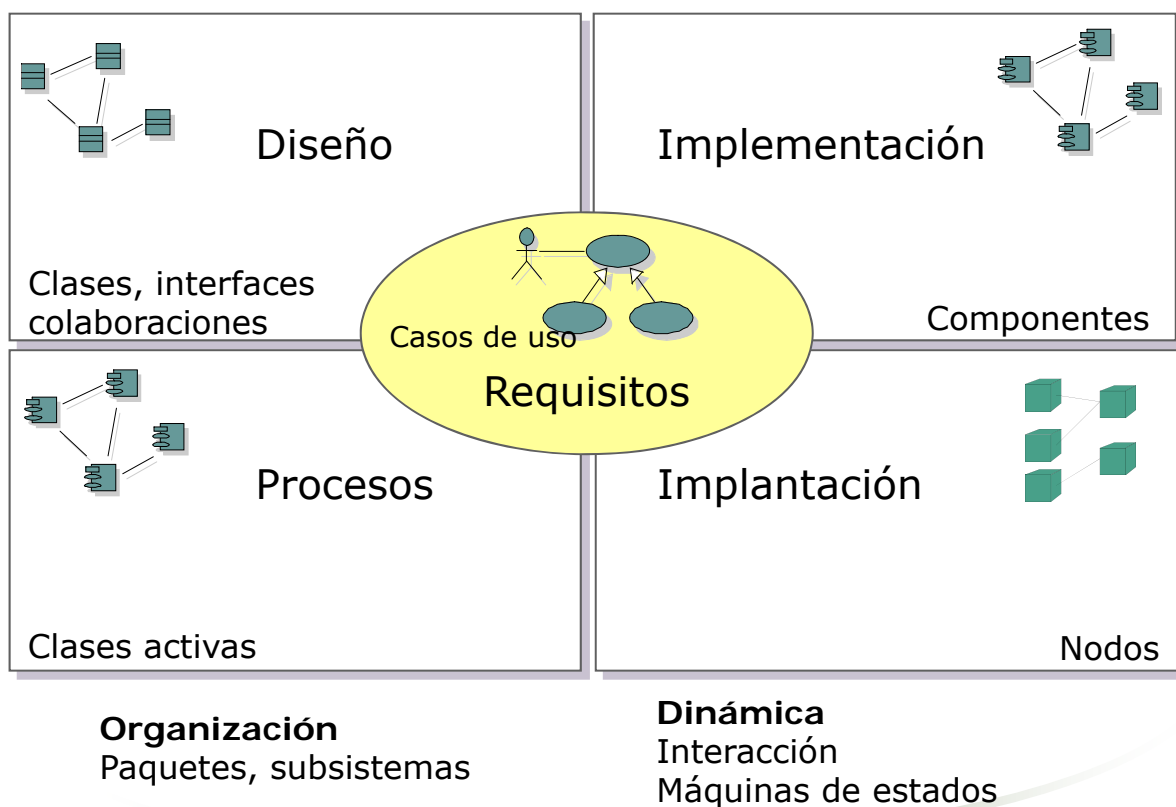 Diseño
Clases, interfaces
colaboraciones
Implementación
Componentes
Casos de uso
Requisitos
Procesos
Clases activas
Implantación
Nodos
Organización
Paquetes, subsistemas
Dinámica
Interacción
Máquinas de estados